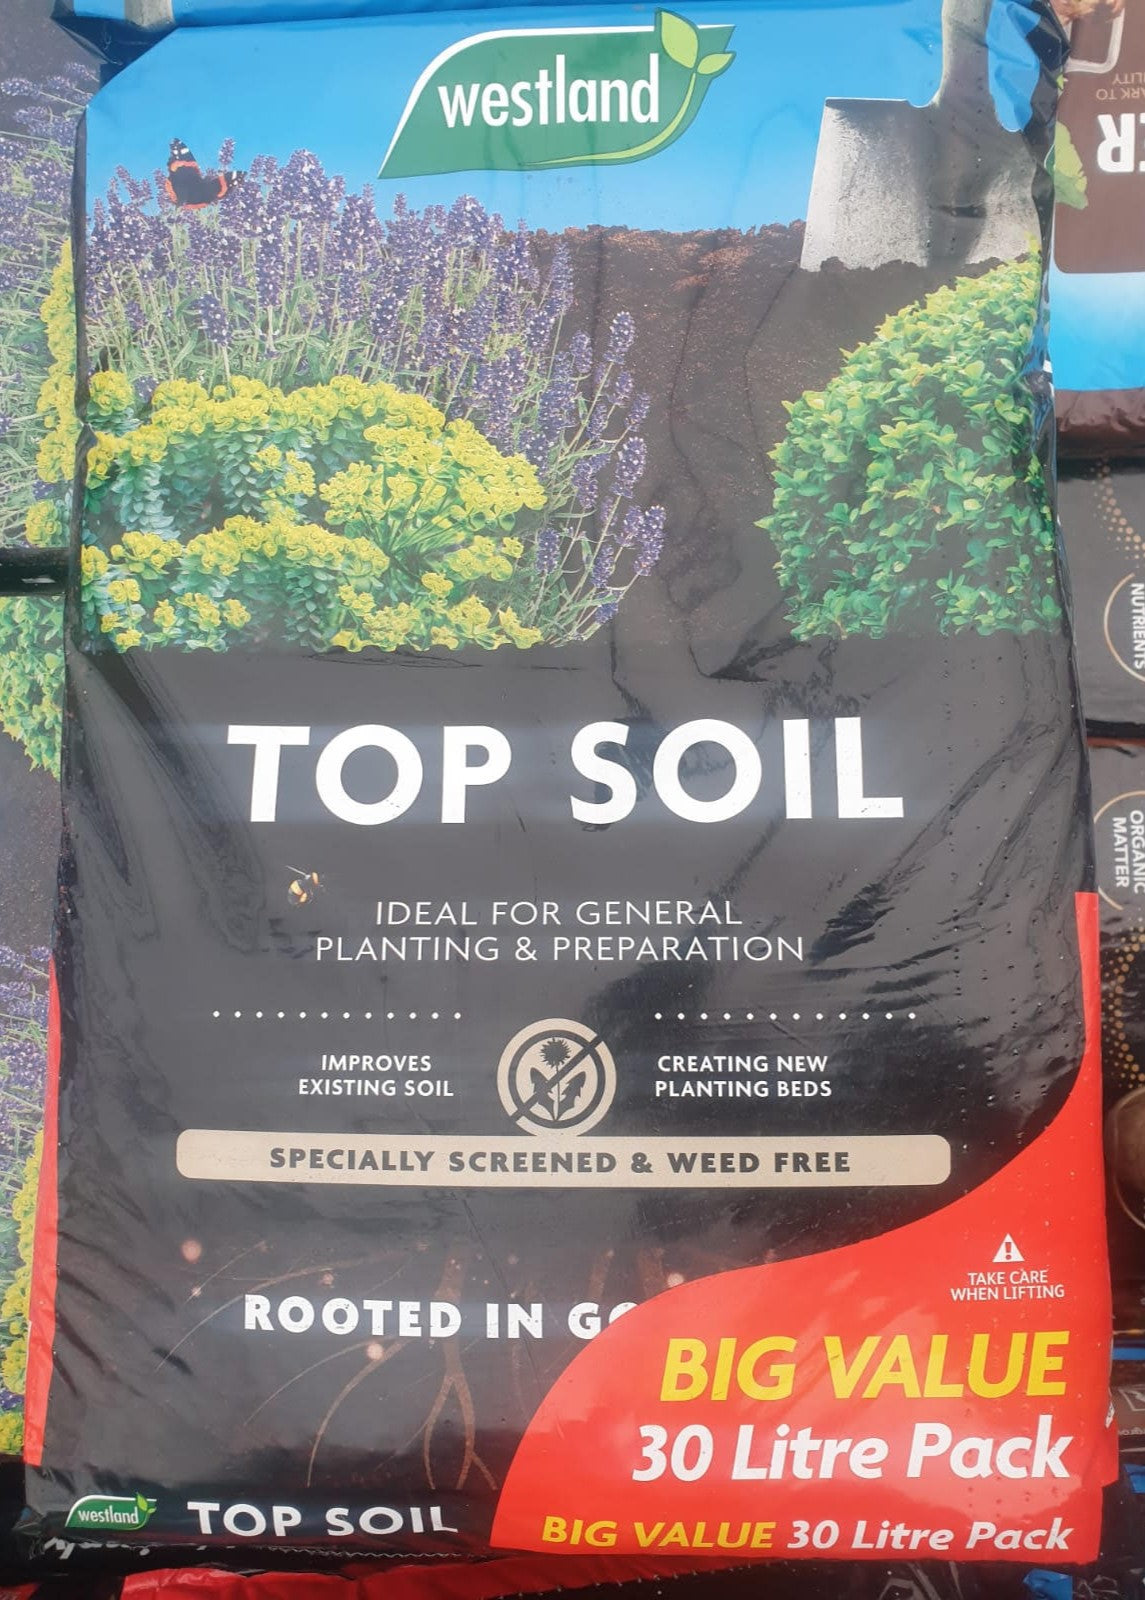 westland
TOP SOIL
IDEAL FOR GENERAL
PLANTING & PREPARATION
IMPROVES
EXISTING SOIL
CREATING NEW
PLANTING BEDS
SPECIALLY SCREENED & WEED FREE
ROOTED IN
TAKE CARE
WHEN LIFTING
BIG VALUE
30 Litre Pack
westland
TOP SOIL
BIG VALUE 30 Litre Pack
NUTRIENTS
ORGANIC
MATTER